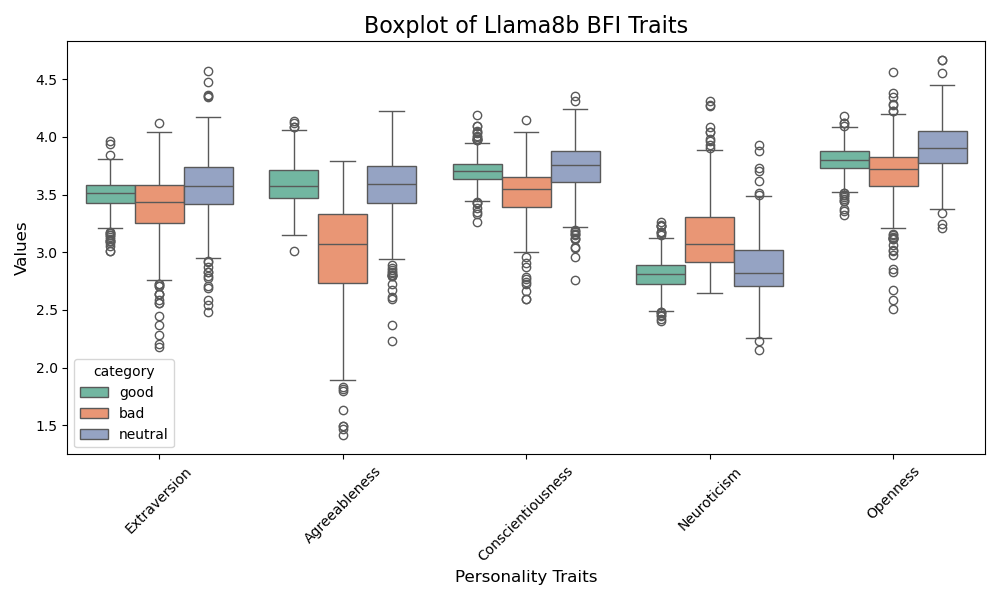 Boxplot of Llama8b BFI Traits
Values
4.5
4.0
3.5
3.0
2.5
2.0
1.5
category
good
bad
neutral
Extraversion
Agreeableness
Conscientiousness
Neuroticism
Openness
Personality Traits